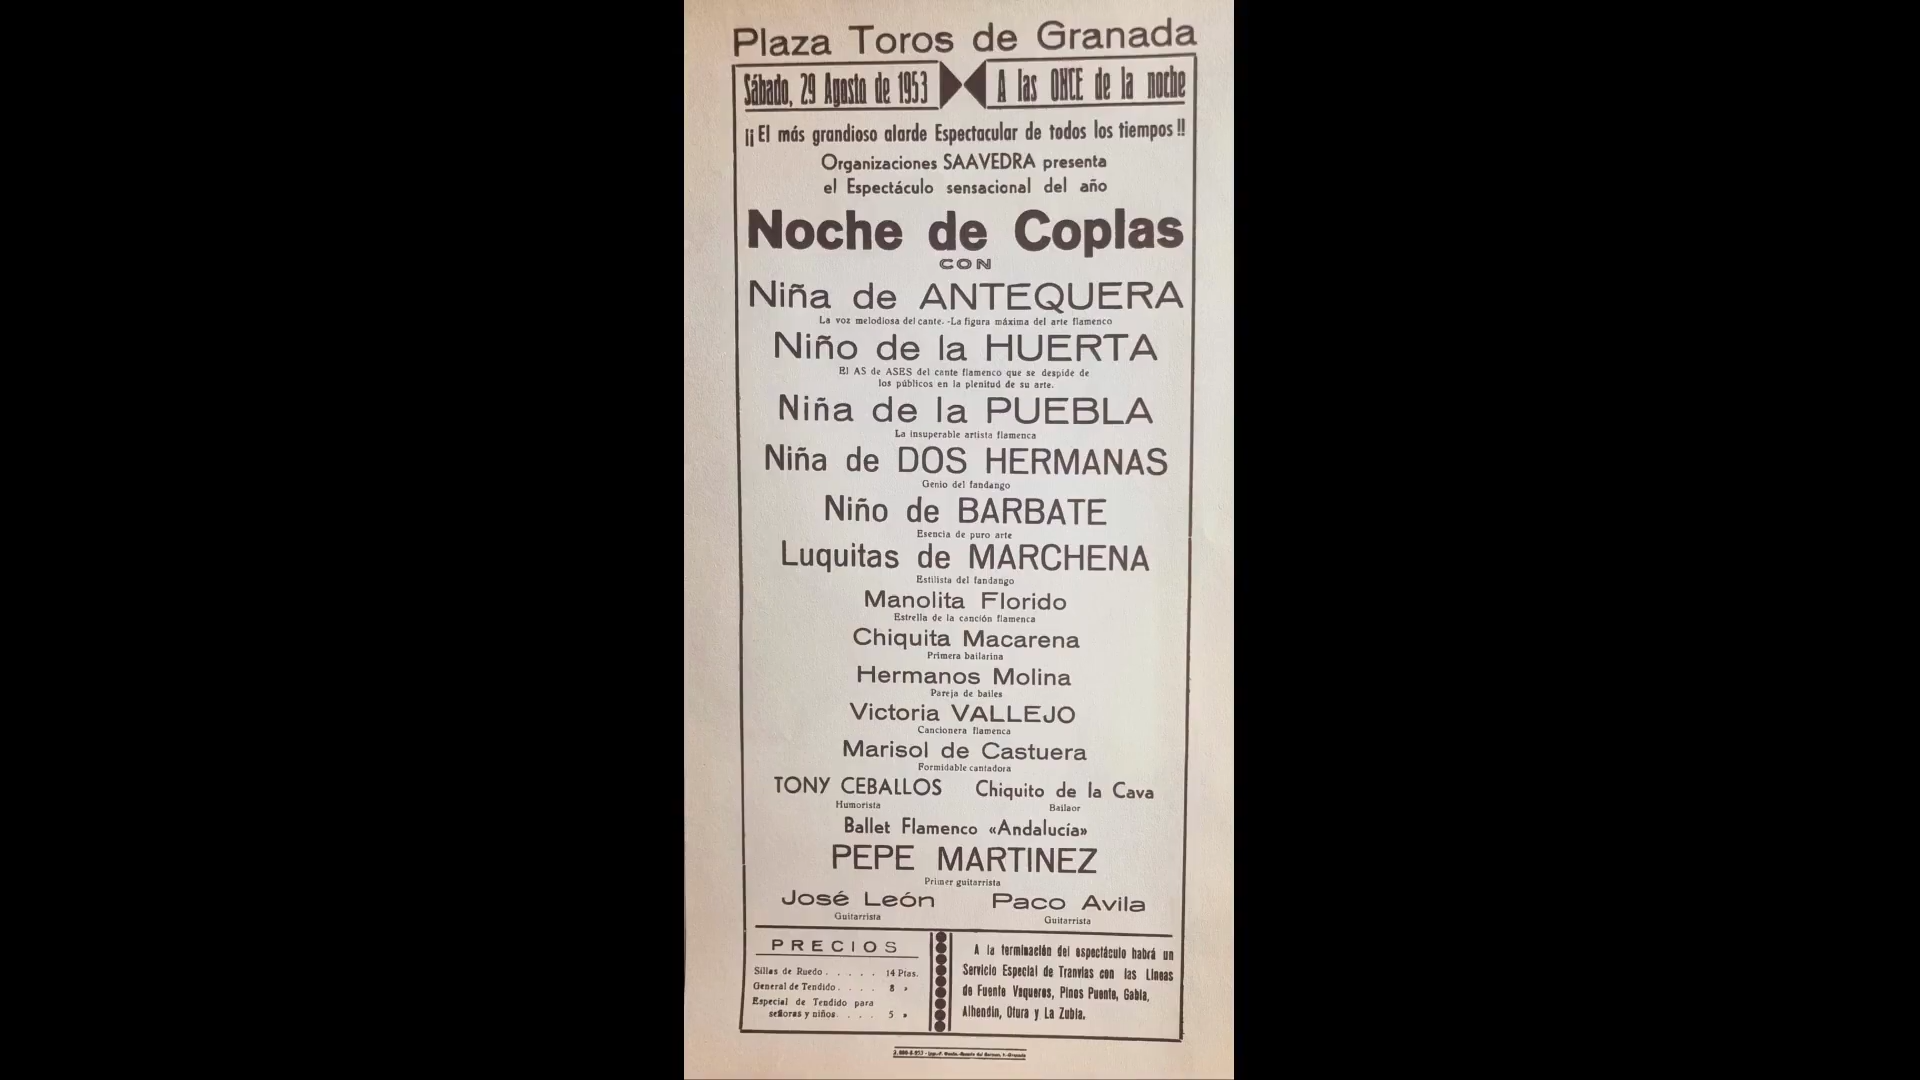 Plaza Toros de Granada
Sábado, 29 Agosto de 1953
A las ONCE de la noche
¡¡El más grandioso alarde Espectacular de todos los tiempos!!
Organizaciones SAAVEDRA presenta
el Espectáculo sensacional del año
Noche de Coplas
CON
Niña de ANTEQUERA
La voz melodiosa del cante.-La figura máxima del arte flamenco
Niño de la HUERTA
El AS de ASES del cante flamenco que se despide de
los públicos en la plenitud de su arte.
Niña de la PUEBLA
La insuperable artista flamenca
Niña de DOS HERMANAS
Genio del fandango
Niño de BARBATE
Esencia de puro arte
Luquitas de MARCHENA
Estilista del fandango
Manolita Florido
Estrella de la canción flamenca
Chiquita Macarena
Primera bailarina
Hermanos Molina
Pareja de bailes
Victoria VALLEJO
Cancionera flamenca
Marisol de Castuera
Formidable cantadora
TONY CEBALLOS
Humorista
Chiquito de la Cava
Bailaor
Ballet Flamenco «Andalucía»
PEPE MARTINEZ
Primer guitarrista
José León
Guitarrista
Paco Avila
Guitarrista
PRECIOS
Sillas de Ruedo . . . . . 14 Ptas.
General de Tendido . . . . 8 »
Especial de Tendido para
señoras y niños. . . . 5 »
A la terminación del espectáculo habrá un
Servicio Especial de Tranvías con las Líneas
de Fuente Vaqueros, Pinos Puente, Gabia,
Alhendín, Otura y La Zubia.